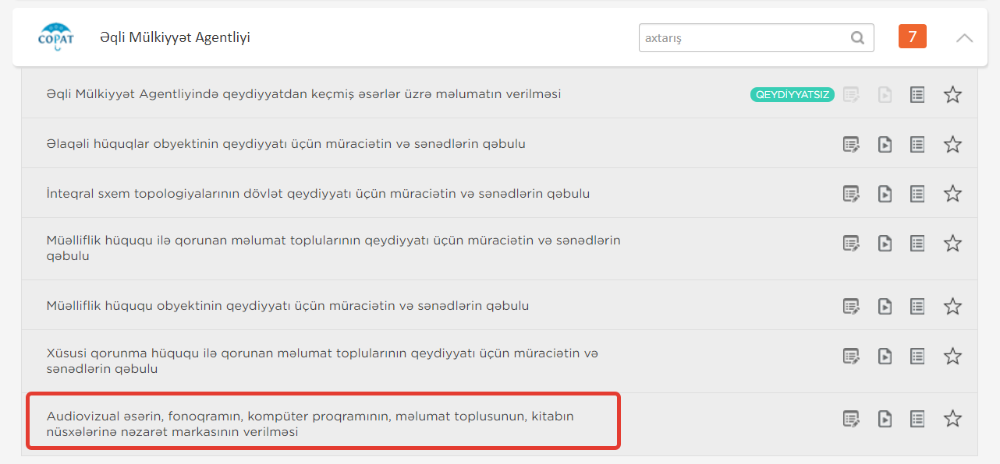 COPAT
Əqli Mülkiyyət Agentliyi
axtarış
7
Əqli Mülkiyyət Agentliyində qeydiyyatdan keçmiş əsərlər üzrə məlumatın verilməsi
QEYDİYYATSIZ
Əlaqəli hüquqlar obyektinin qeydiyyatı üçün müraciətin və sənədlərin qəbulu
İnteqral sxem topologiyalarının dövlət qeydiyyatı üçün müraciətin və sənədlərin qəbulu
Müəlliflik hüququ ilə qorunan məlumat toplularının qeydiyyatı üçün müraciətin və sənədlərin
qəbulu
Müəlliflik hüququ obyektinin qeydiyyatı üçün müraciətin və sənədlərin qəbulu
Xüsusi qorunma hüququ ilə qorunan məlumat toplularının qeydiyyatı üçün müraciətin və
sənədlərin qəbulu
Audiovizual əsərin, fonoqramın, kompüter proqramının, məlumat toplusunun, kitabın
nüsxələrinə nəzarət markasının verilməsi